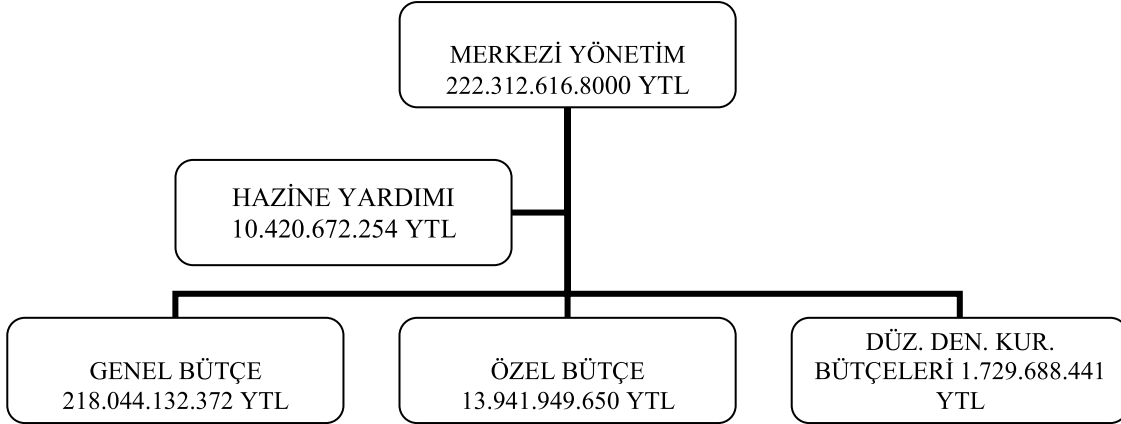 MERKEZİ YÖNETİM
222.312.616.8000 YTL
HAZİNE YARDIMI
10.420.672.254 YTL
GENEL BÜTÇE
218.044.132.372 YTL
ÖZEL BÜTÇE
13.941.949.650 YTL
DÜZ. DEN. KUR.
BÜTÇELERİ 1.729.688.441
YTL